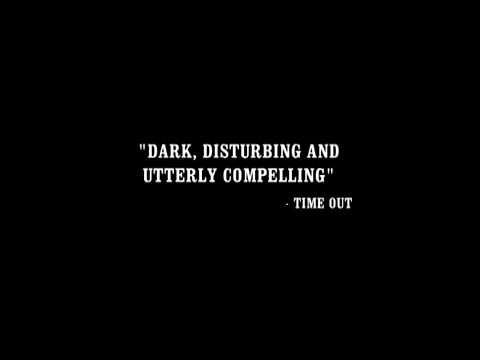 "DARK, DISTURBING AND
UTTERLY COMPELLING"
- TIME OUT